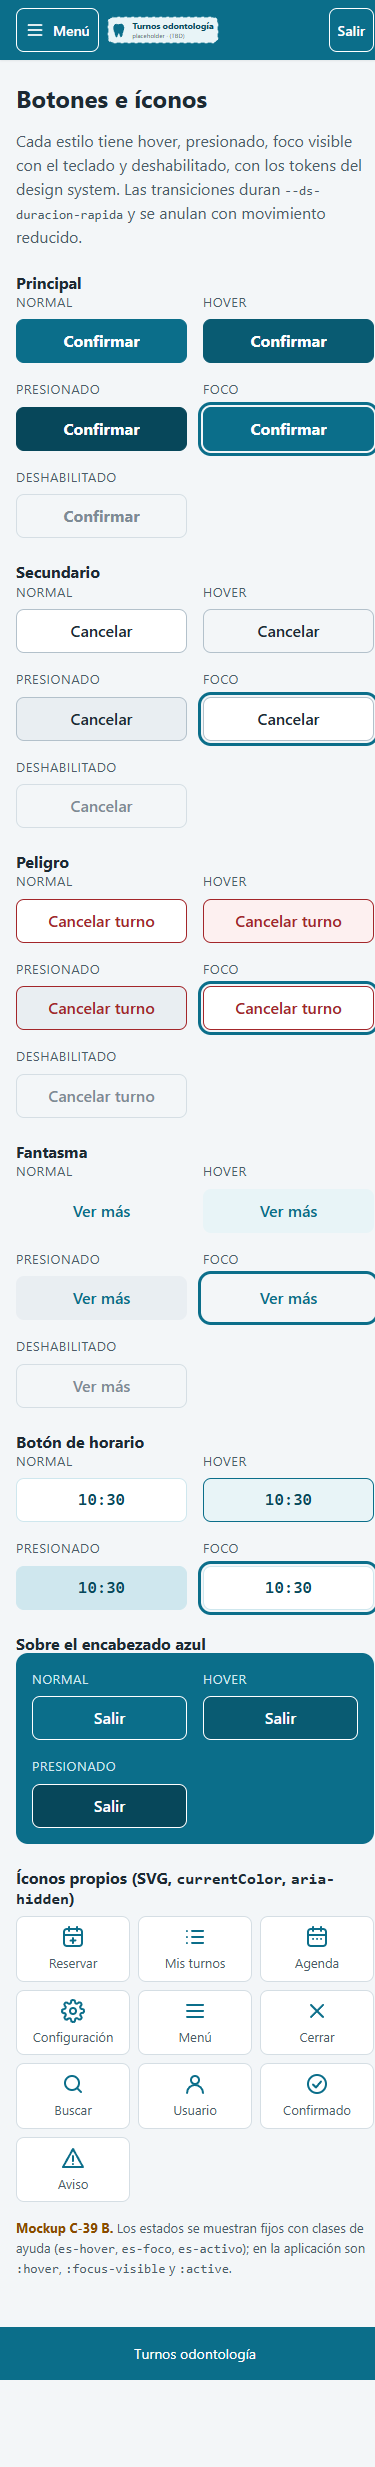 Menú
Turnos odontología
placeholder · (TBD)
Salir
Botones e íconos
Cada estilo tiene hover, presionado, foco visible
con el teclado y deshabilitado, con los tokens del
design system. Las transiciones duran --ds-
duracion-rapida y se anulan con movimiento
reducido.
Principal
NORMAL HOVER
Confirmar Confirmar
PRESIONADO FOCO
Confirmar Confirmar
DESHABILITADO
Confirmar
Secundario
NORMAL HOVER
Cancelar Cancelar
PRESIONADO FOCO
Cancelar Cancelar
DESHABILITADO
Cancelar
Peligro
NORMAL HOVER
Cancelar turno Cancelar turno
PRESIONADO FOCO
Cancelar turno Cancelar turno
DESHABILITADO
Cancelar turno
Fantasma
NORMAL HOVER
Ver más Ver más
PRESIONADO FOCO
Ver más Ver más
DESHABILITADO
Ver más
Botón de horario
NORMAL HOVER
10:30 10:30
PRESIONADO FOCO
10:30 10:30
Sobre el encabezado azul
NORMAL HOVER
Salir Salir
PRESIONADO
Salir
Íconos propios (SVG, currentColor, aria-
hidden)
Reservar Mis turnos Agenda
Configuración Menú Cerrar
Buscar Usuario Confirmado
Aviso
Mockup C-39 B. Los estados se muestran fijos con clases de
ayuda (es-hover, es-foco, es-activo); en la aplicación son
:hover, :focus-visible y :active.
Turnos odontología